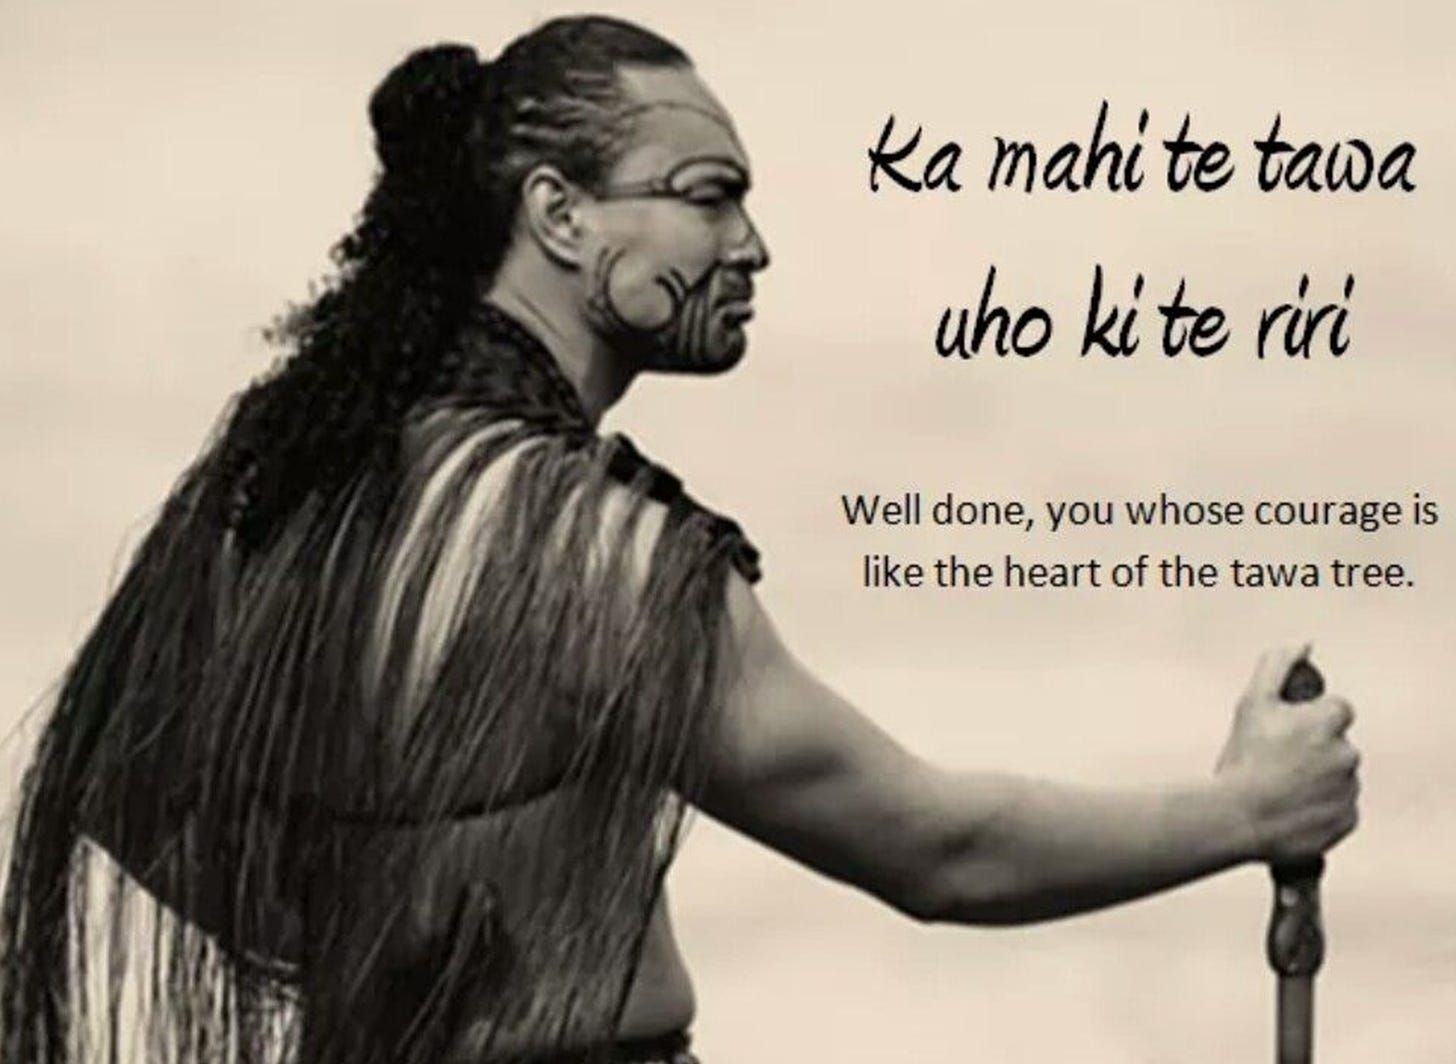 Ka mahi te tawa
uho ki te riri
Well done, you whose courage is
like the heart of the tawa tree.